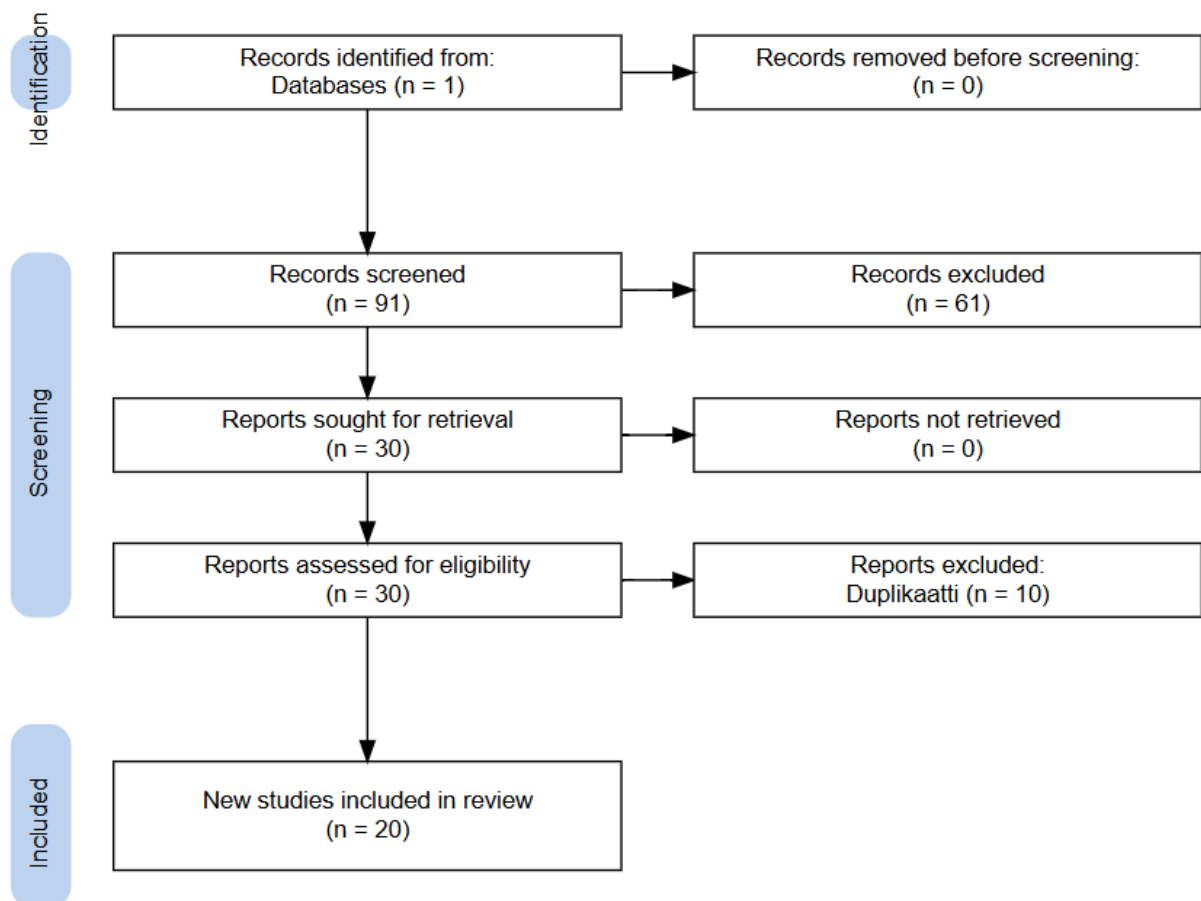 Identification
Records identified from:
Databases (n = 1)
Records removed before screening:
(n = 0)
Screening
Records screened
(n = 91)
Records excluded
(n = 61)
Reports sought for retrieval
(n = 30)
Reports not retrieved
(n = 0)
Reports assessed for eligibility
(n = 30)
Reports excluded:
Duplikaatti (n = 10)
Included
New studies included in review
(n = 20)